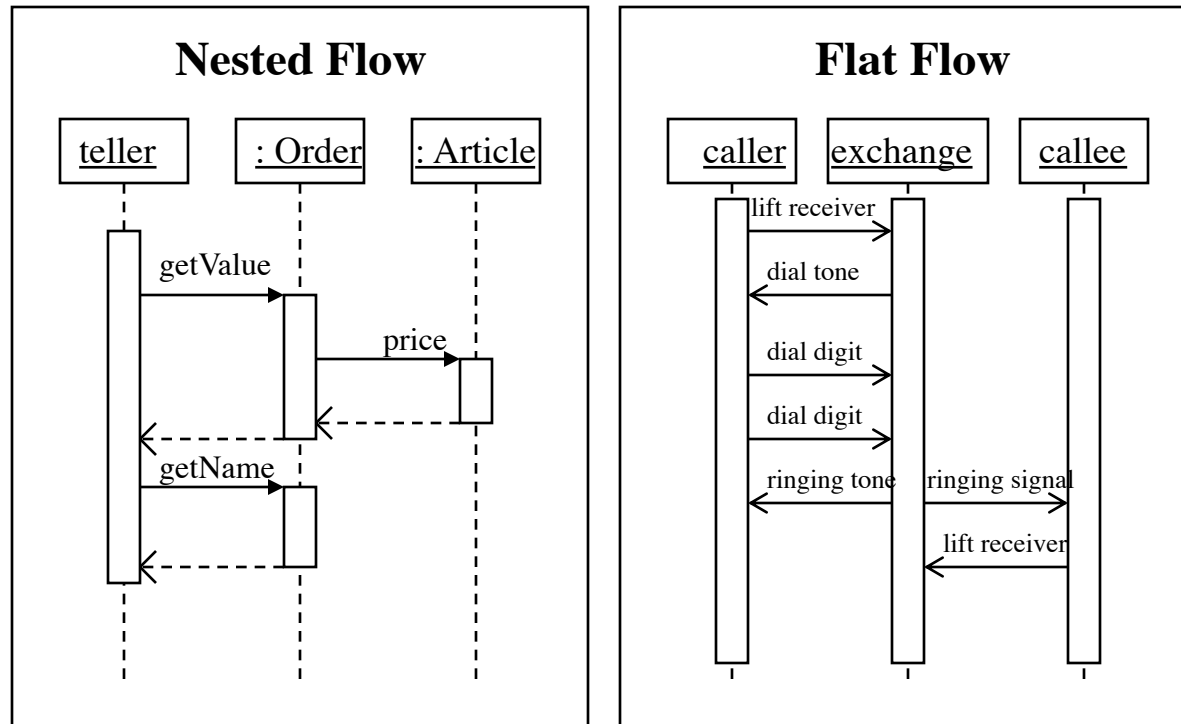 Nested Flow
teller
: Order
: Article
getValue
price
getName
Flat Flow
caller
exchange
callee
lift receiver
dial tone
dial digit
dial digit
ringing tone
ringing signal
lift receiver